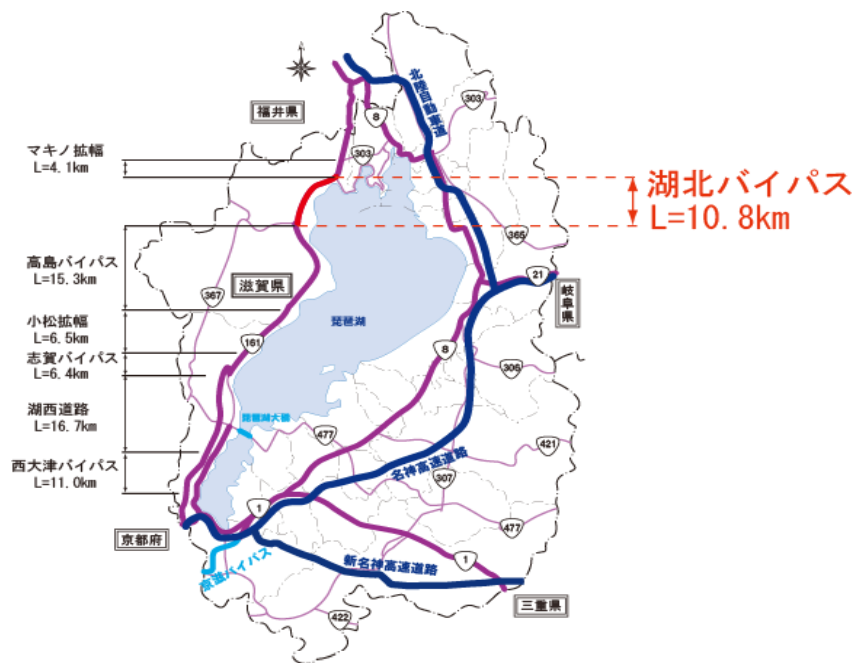 福井県
北陸自動車道
8
303
303
マキノ拡幅
L=4.1km
湖北バイパス
L=10.8km
365
高島バイパス
L=15.3km
滋賀県
367
21
岐阜県
琵琶湖
小松拡幅
L=6.5km
161
8
志賀バイパス
L=6.4km
306
湖西道路
L=16.7km
琵琶湖大橋
477
421
名神高速道路
307
西大津バイパス
L=11.0km
1
477
京都府
京滋バイパス
新名神高速道路
1
三重県
422